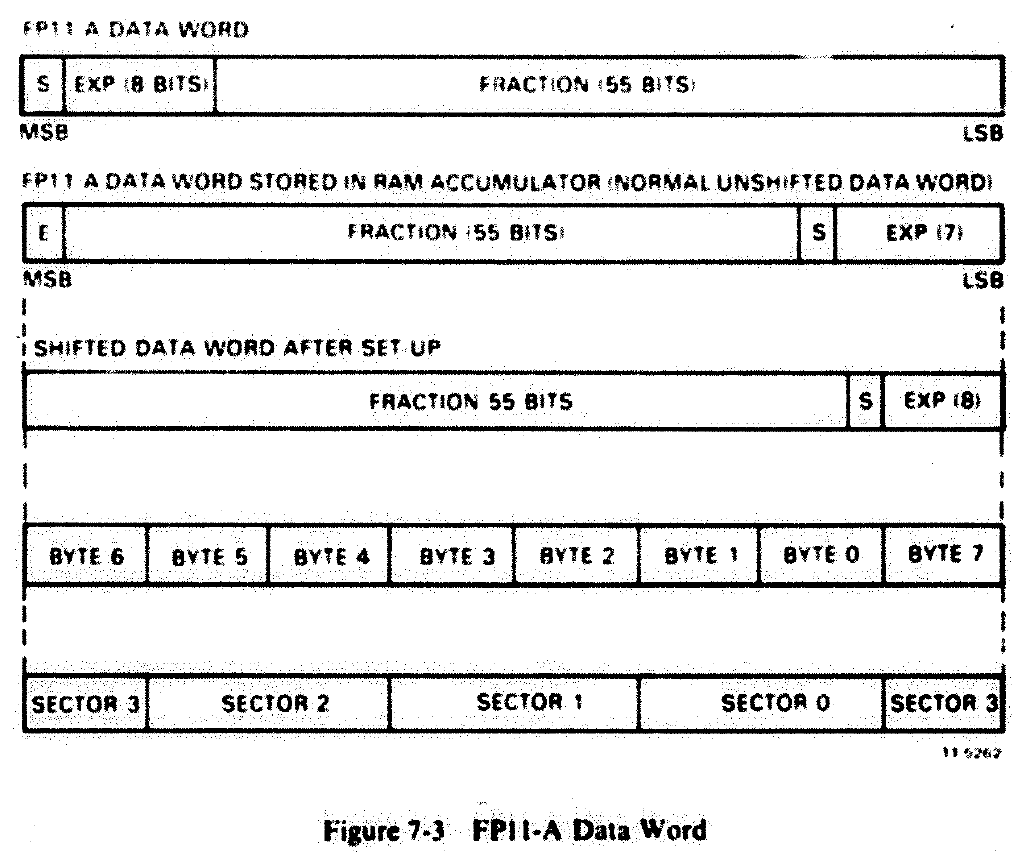 FP11 A DATA WORD
S EXP (8 BITS) FRACTION (55 BITS)
MSB LSB
FP11 A DATA WORD STORED IN RAM ACCUMULATOR (NORMAL UNSHIFTED DATA WORD)
E FRACTION (55 BITS) S EXP (7)
MSB LSB
SHIFTED DATA WORD AFTER SET UP
FRACTION 55 BITS S EXP (8)
BYTE 6 BYTE 5 BYTE 4 BYTE 3 BYTE 2 BYTE 1 BYTE 0 BYTE 7
SECTOR 3 SECTOR 2 SECTOR 1 SECTOR 0 SECTOR 3
11 5262
Figure 7-3 FP11-A Data Word